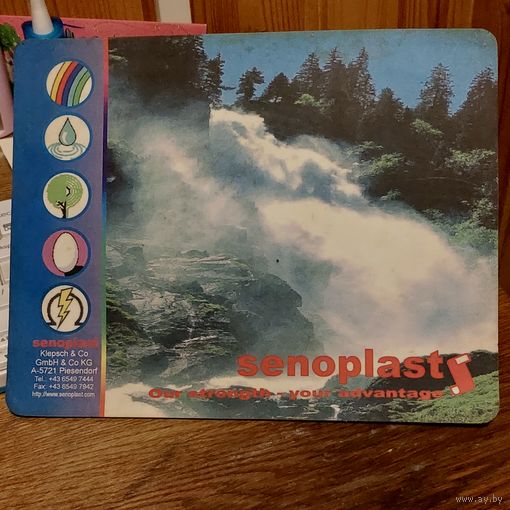 senoplast
Klepsch & Co
GmbH & Co KG
A-5721 Piesendorf
Tel.. +43 6549 7444
Fax. +43 6549 7942
http://www.senoplast.com
senoplast
Our strength - your advantage
www.ay.by